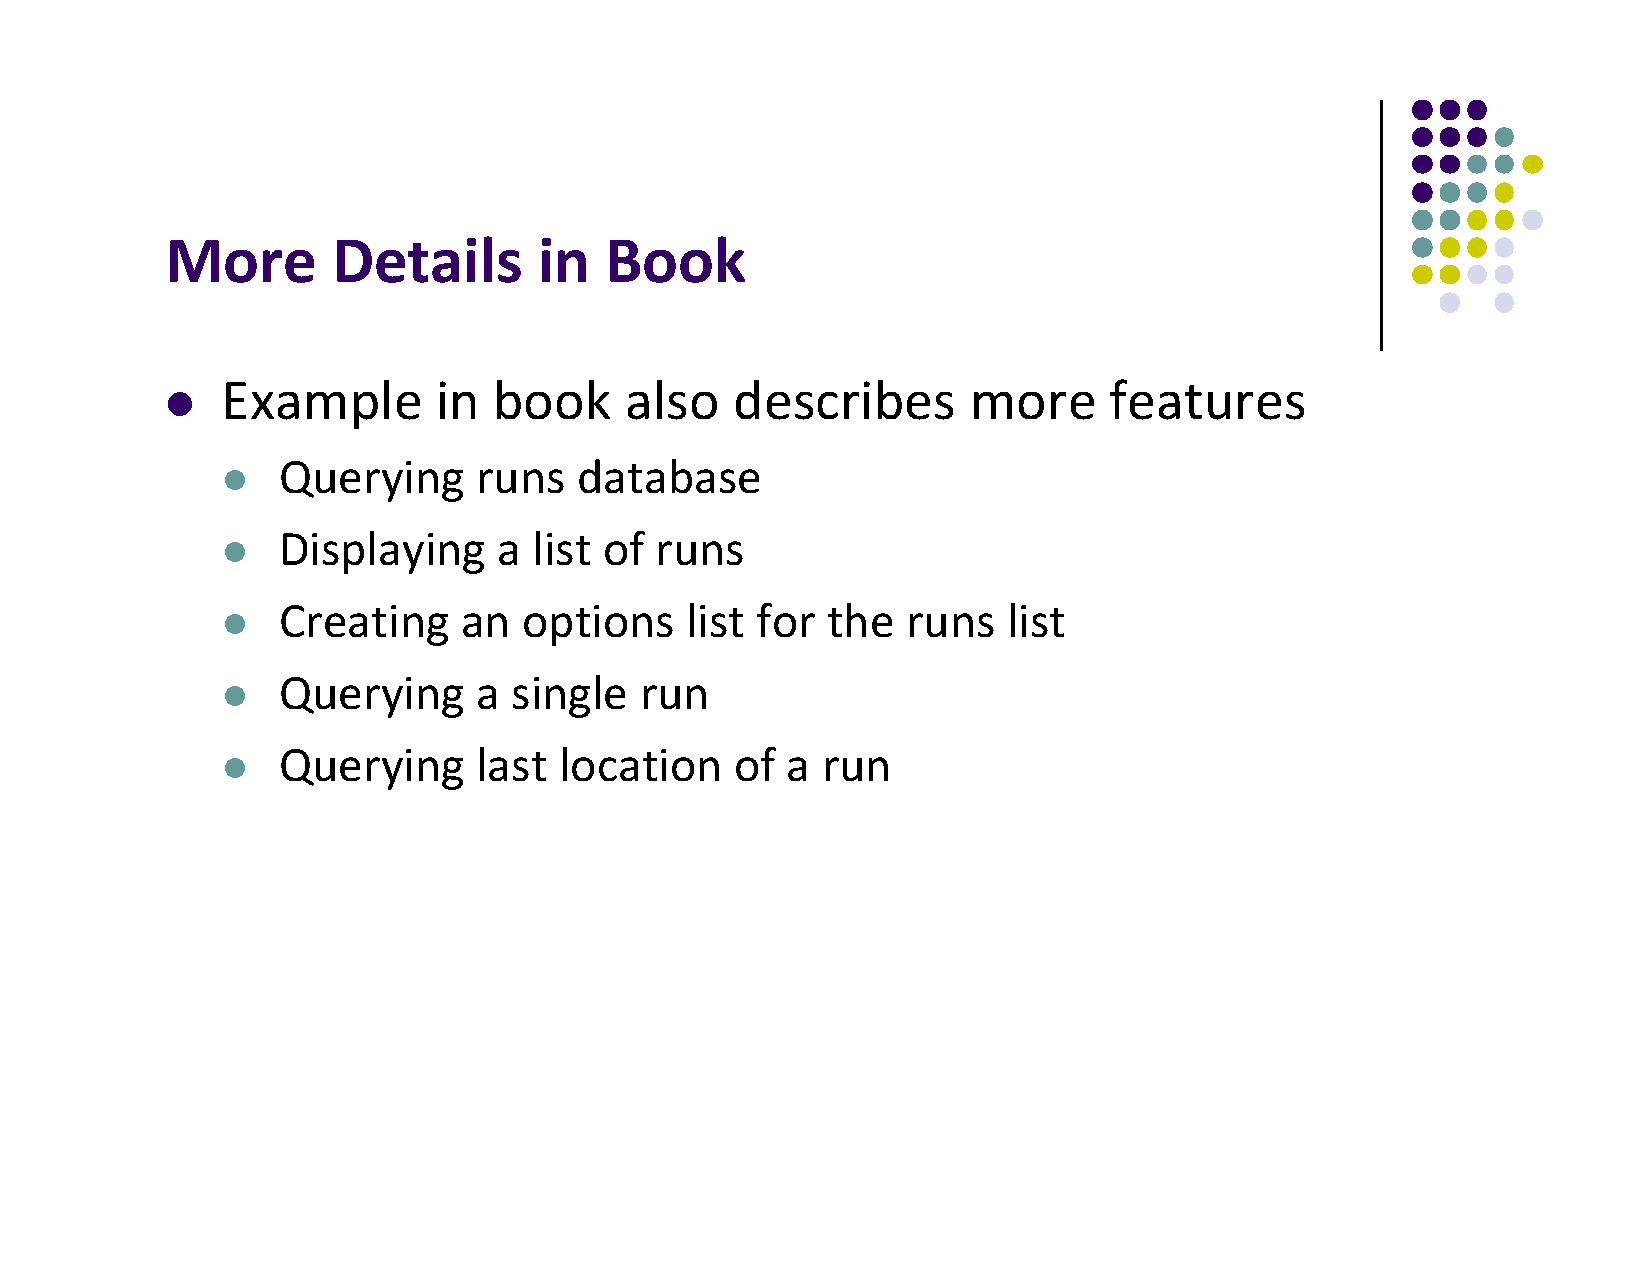 More Details in Book
Example in book also describes more features
Querying runs database
Displaying a list of runs
Creating an options list for the runs list
Querying a single run
Querying last location of a run